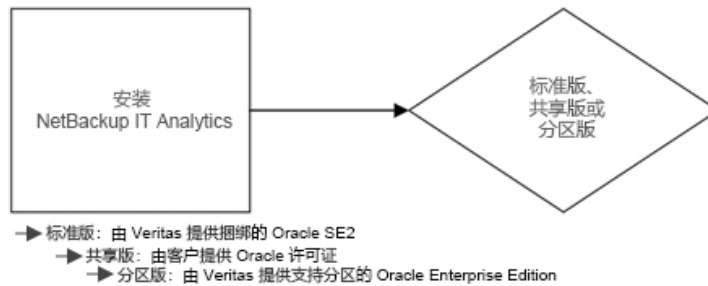 安装
NetBackup IT Analytics
标准版、
共享版或
分区版
标准版：由 Veritas 提供捆绑的 Oracle SE2
共享版：由客户提供 Oracle 许可证
分区版：由 Veritas 提供支持分区的 Oracle Enterprise Edition